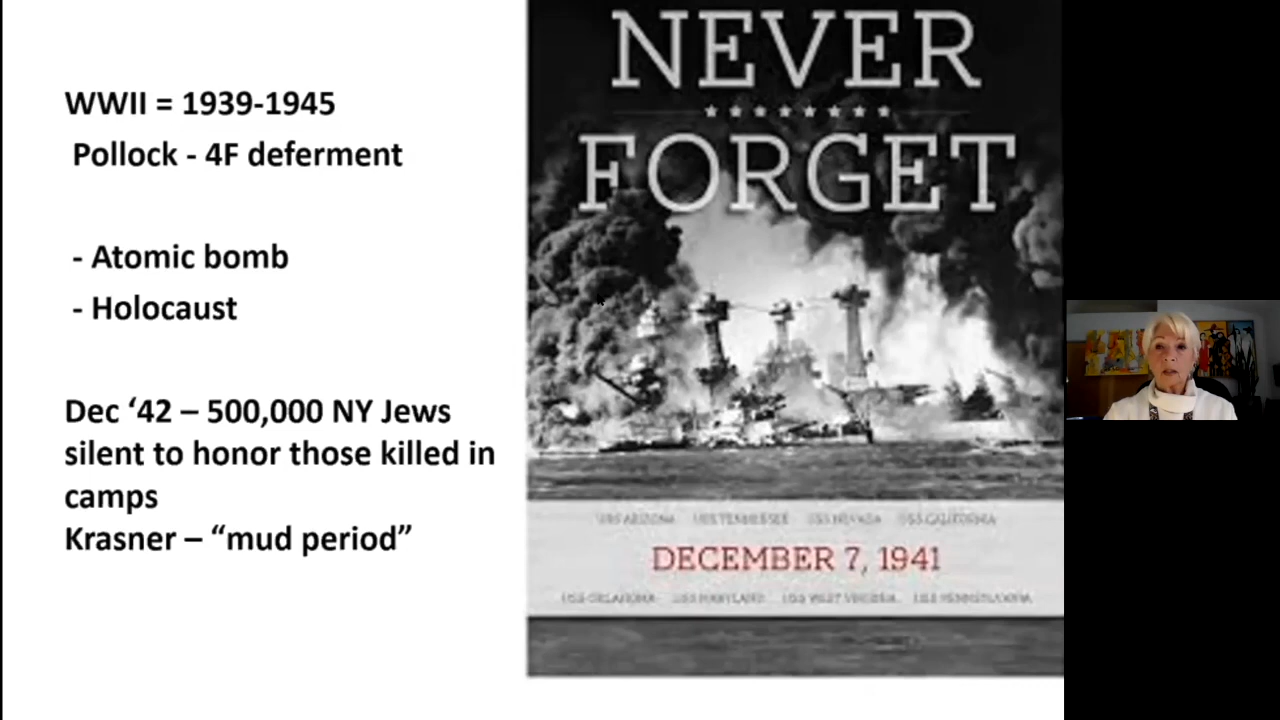 WWII = 1939-1945
Pollock - 4F deferment
- Atomic bomb
- Holocaust
Dec ‘42 – 500,000 NY Jews
silent to honor those killed in
camps
Krasner – “mud period”
NEVER
FORGET
USS ARIZONA USS TENNESSEE USS NEVADA USS CALIFORNIA
DECEMBER 7, 1941
USS OKLAHOMA USS MARYLAND USS WEST VIRGINIA USS PENNSYLVANIA